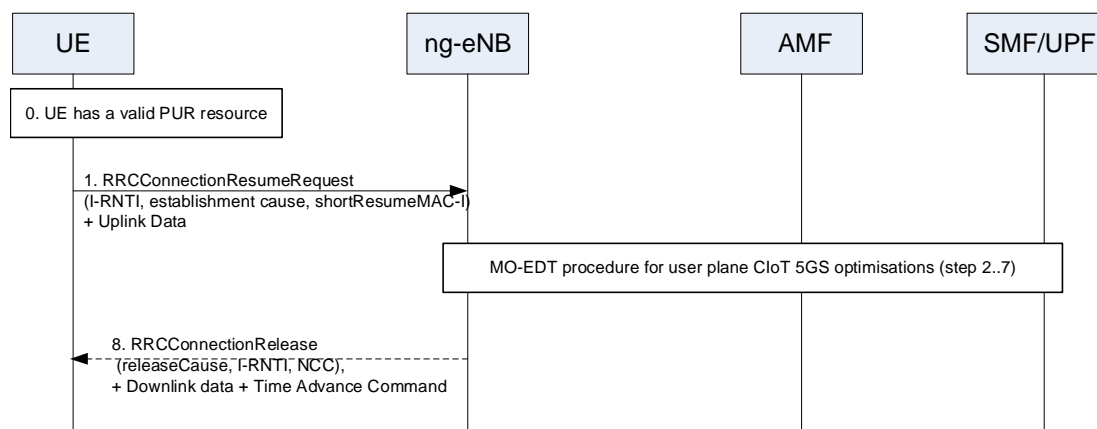 UE
ng-eNB
AMF
SMF/UPF
0. UE has a valid PUR resource
1. RRCConnectionResumeRequest
(I-RNTI, establishment cause, shortResumeMAC-I)
+ Uplink Data
MO-EDT procedure for user plane CIoT 5GS optimisations (step 2..7)
8. RRCConnectionRelease
(releaseCause, I-RNTI, NCC),
+ Downlink data + Time Advance Command